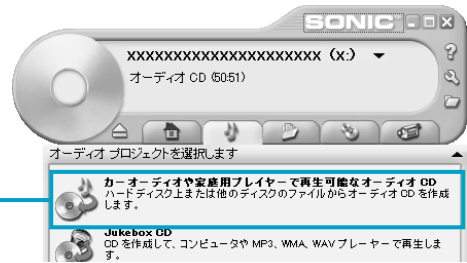 SONIC
XXXXXXXXXXXXXXXXXXXXX (X:)
オーディオ CD (50:51)
オーディオ プロジェクトを選択します
カーオーディオや家庭用プレイヤーで再生可能なオーディオ CD
ハードディスク上または他のディスクのファイルからオーディオ CD を作成
します。
Jukebox CD
CD を作成して、コンピュータや MP3、WMA、WAV プレーヤーで再生しま
す。